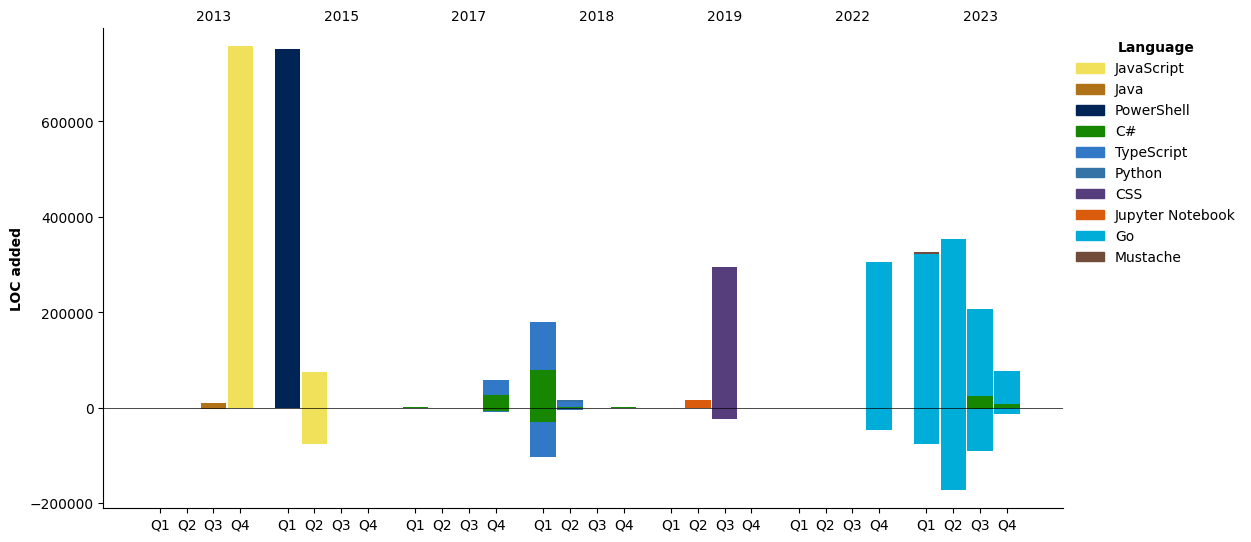 2013 2015 2017 2018 2019 2022 2023
Language
JavaScript
Java
PowerShell
C#
TypeScript
Python
CSS
Jupyter Notebook
Go
Mustache
LOC added
600000
400000
200000
0
−200000
Q1 Q2 Q3 Q4 Q1 Q2 Q3 Q4 Q1 Q2 Q3 Q4 Q1 Q2 Q3 Q4 Q1 Q2 Q3 Q4 Q1 Q2 Q3 Q4 Q1 Q2 Q3 Q4